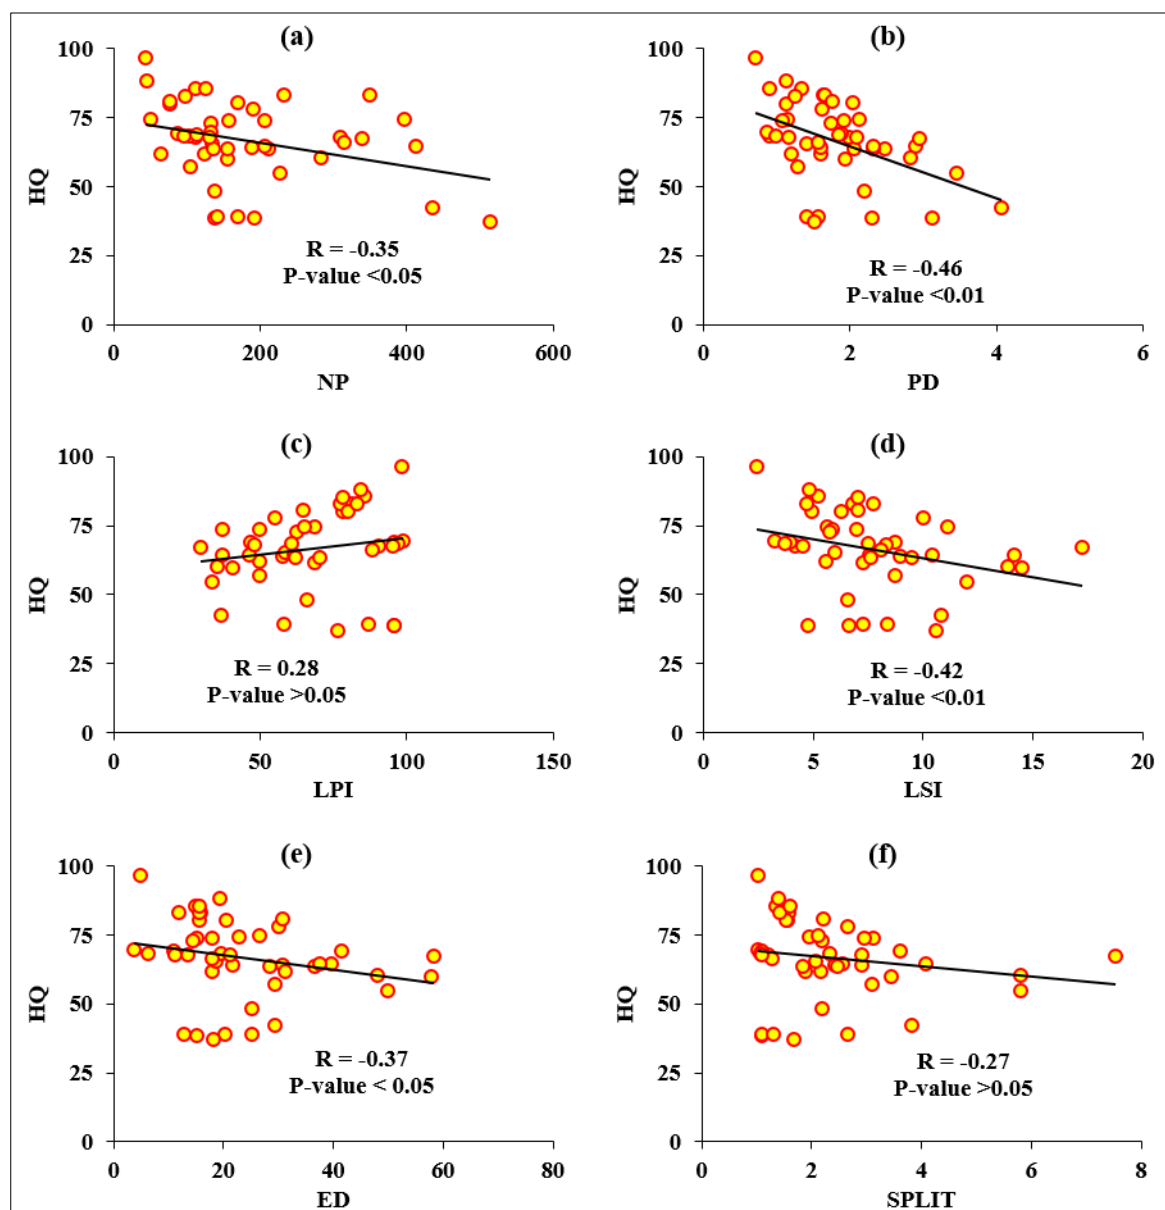 (a)
100
75
50
25
0
HQ
R = -0.35
P-value <0.05
0 200 400 600
NP
(b)
100
75
50
25
0
HQ
R = -0.46
P-value <0.01
0 2 4 6
PD
(c)
100
75
50
25
0
HQ
R = 0.28
P-value >0.05
0 50 100 150
LPI
(d)
100
75
50
25
0
HQ
R = -0.42
P-value <0.01
0 5 10 15 20
LSI
(e)
100
75
50
25
0
HQ
R = -0.37
P-value < 0.05
0 20 40 60 80
ED
(f)
100
75
50
25
0
HQ
R = -0.27
P-value >0.05
0 2 4 6 8
SPLIT